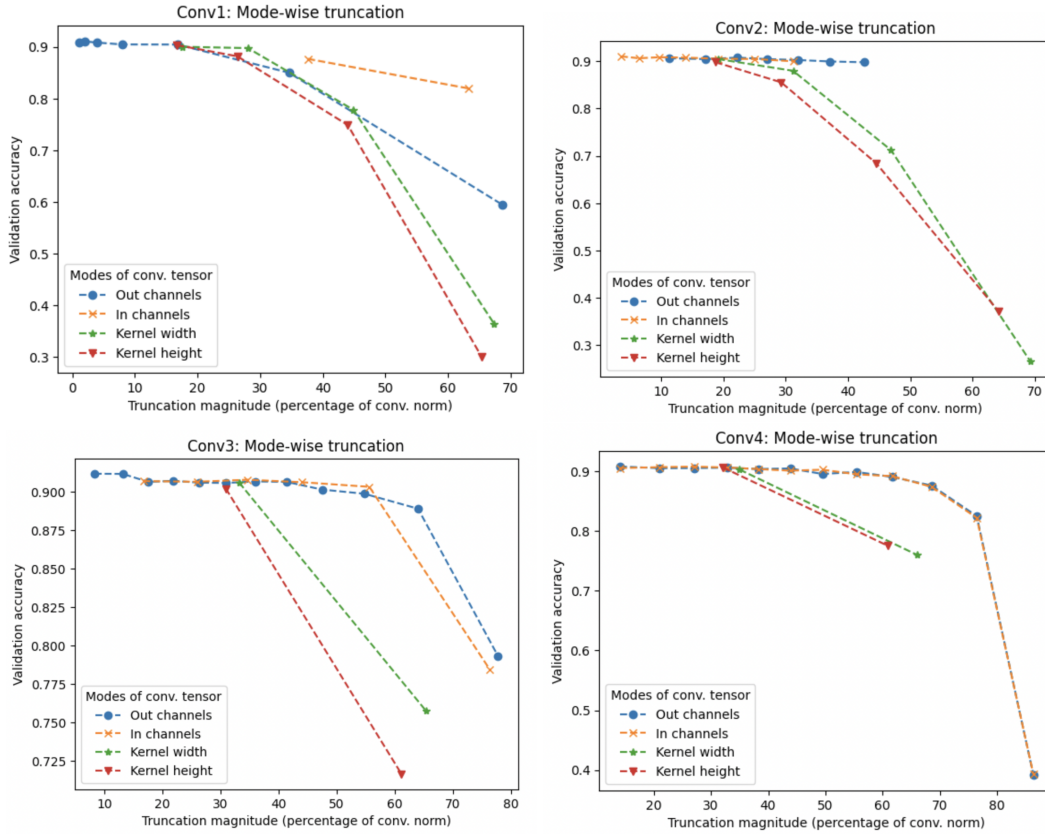 Conv1: Mode-wise truncation
Validation accuracy
0.9
0.8
0.7
0.6
0.5
0.4
0.3
Modes of conv. tensor
Out channels
In channels
Kernel width
Kernel height
0 10 20 30 40 50 60 70
Truncation magnitude (percentage of conv. norm)
Conv2: Mode-wise truncation
Validation accuracy
0.9
0.8
0.7
0.6
0.5
0.4
0.3
Modes of conv. tensor
Out channels
In channels
Kernel width
Kernel height
10 20 30 40 50 60 70
Truncation magnitude (percentage of conv. norm)
Conv3: Mode-wise truncation
Validation accuracy
0.900
0.875
0.850
0.825
0.800
0.775
0.750
0.725
Modes of conv. tensor
Out channels
In channels
Kernel width
Kernel height
10 20 30 40 50 60 70 80
Truncation magnitude (percentage of conv. norm)
Conv4: Mode-wise truncation
Validation accuracy
0.9
0.8
0.7
0.6
0.5
0.4
Modes of conv. tensor
Out channels
In channels
Kernel width
Kernel height
20 30 40 50 60 70 80
Truncation magnitude (percentage of conv. norm)